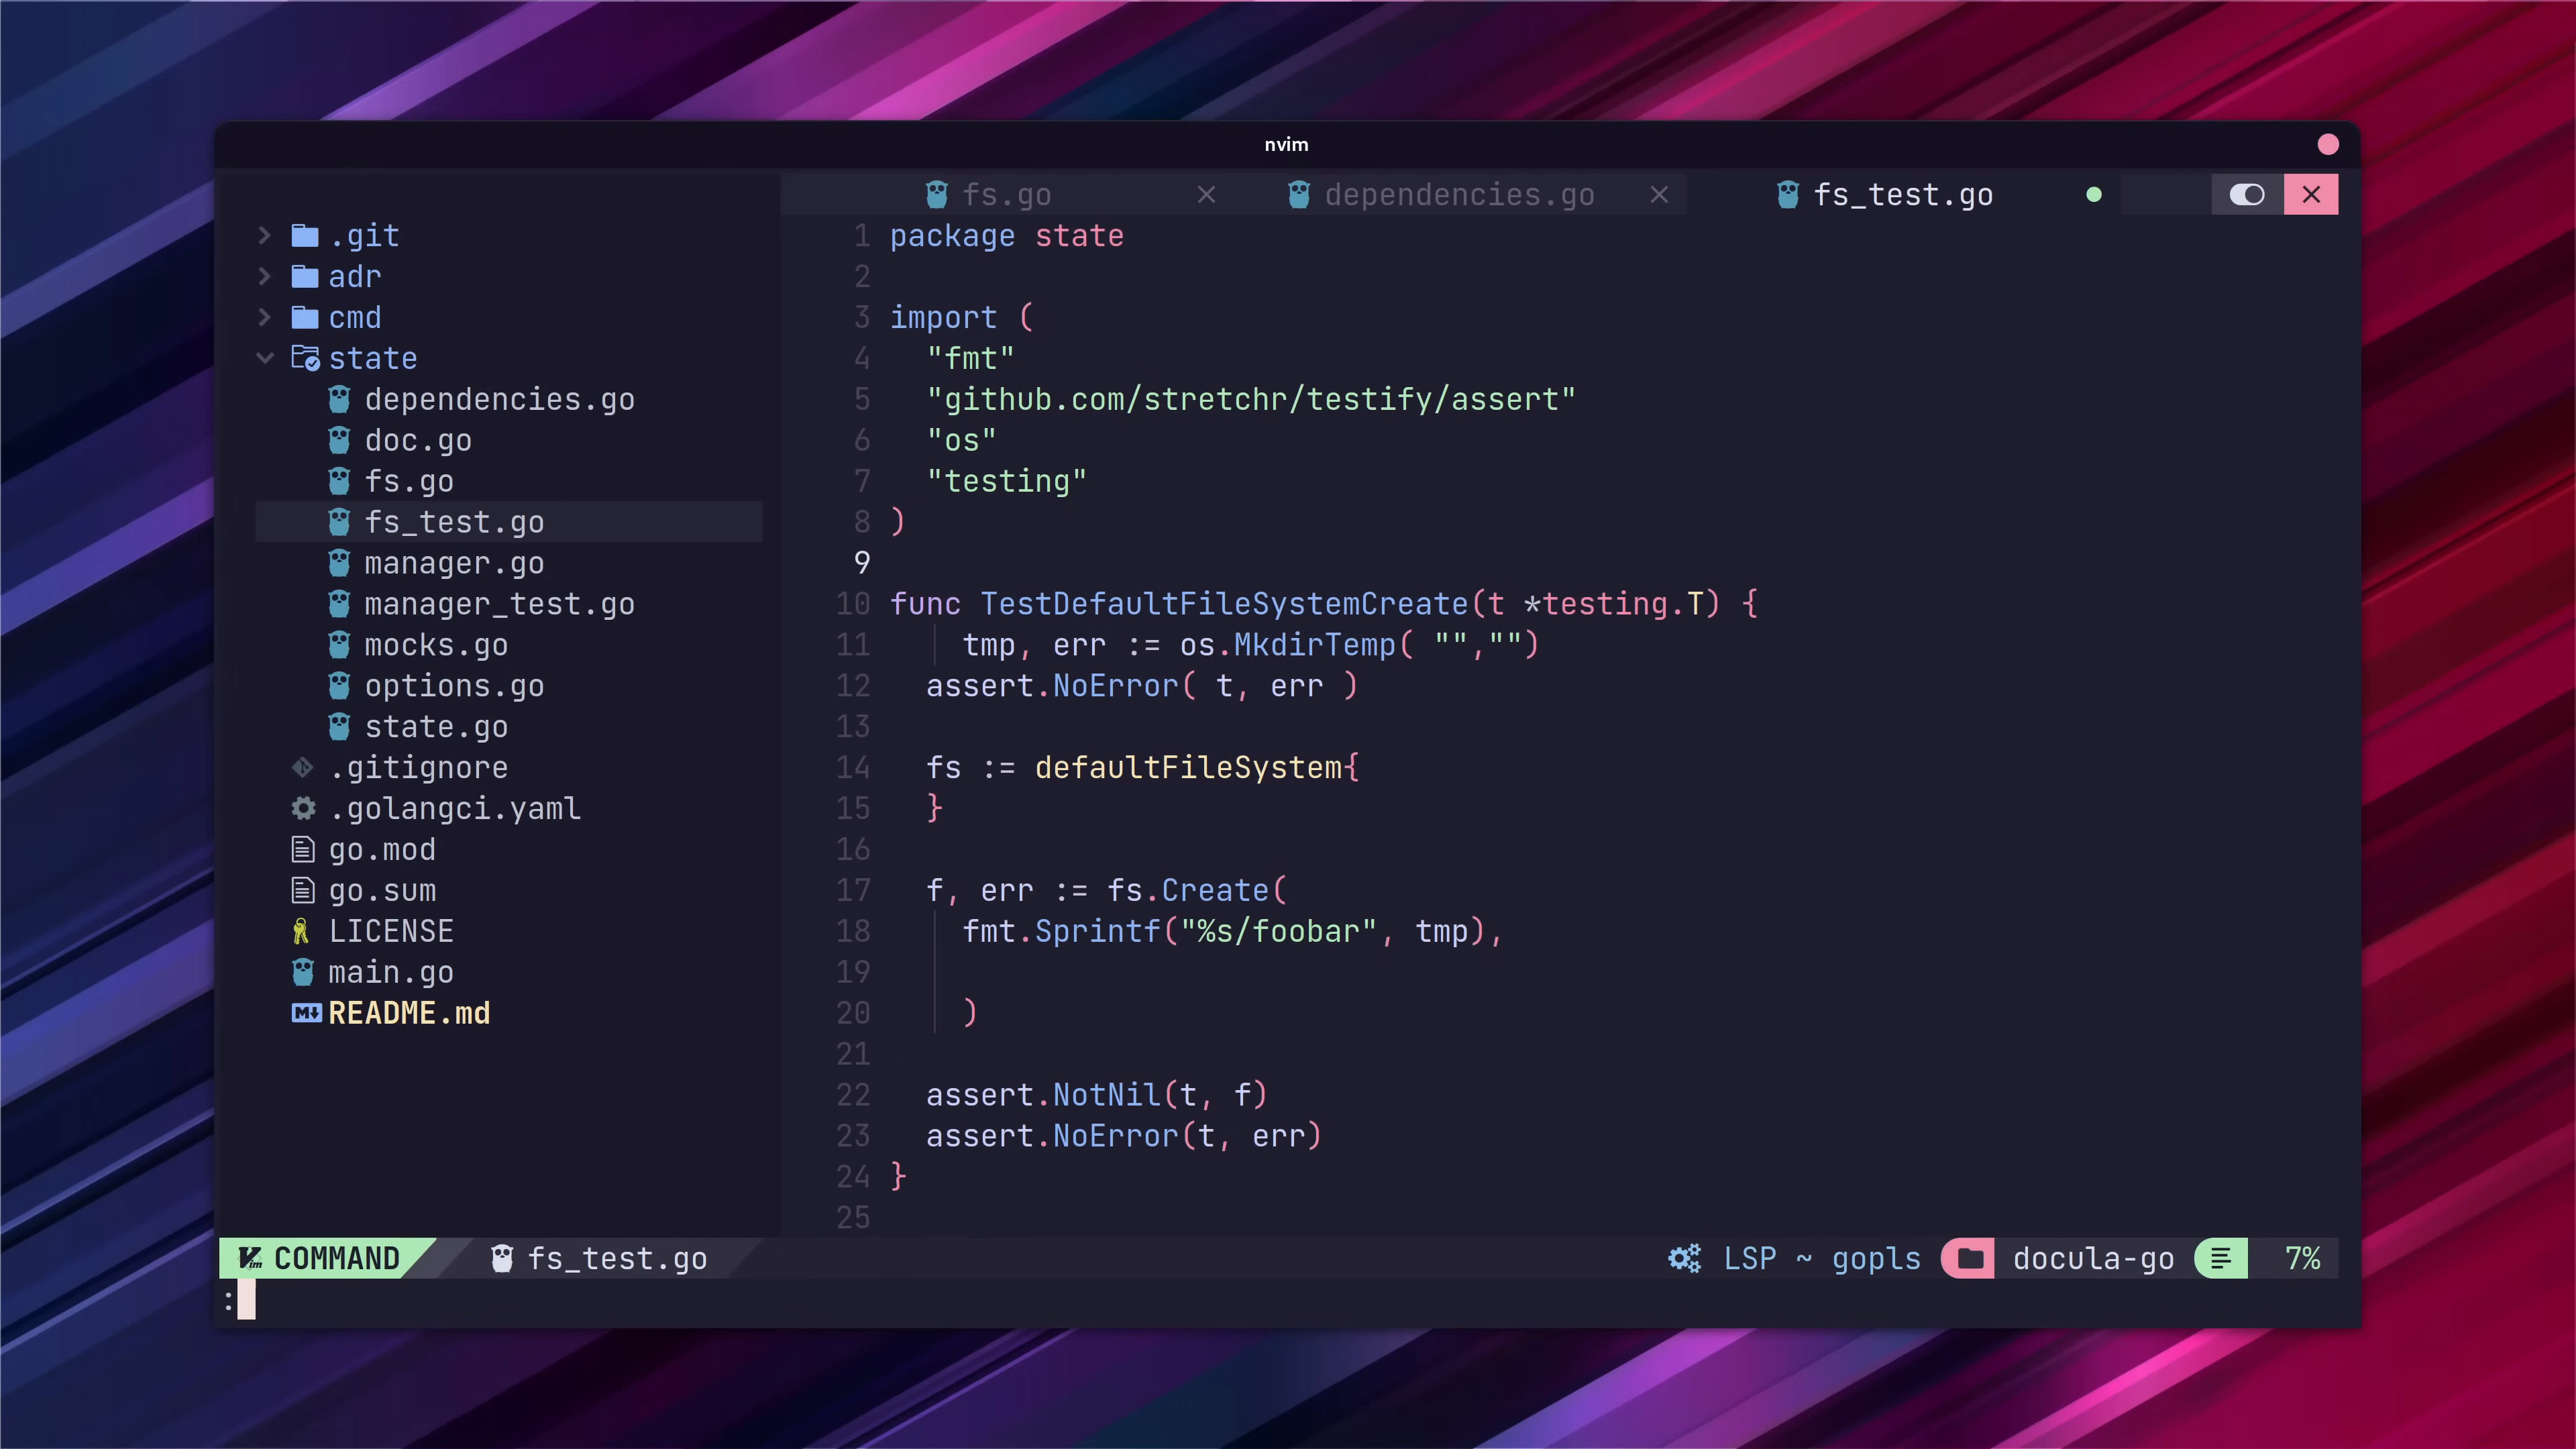 nvim
fs.go
dependencies.go
fs_test.go
.git
adr
cmd
state
dependencies.go
doc.go
fs.go
fs_test.go
manager.go
manager_test.go
mocks.go
options.go
state.go
.gitignore
.golangci.yaml
go.mod
go.sum
LICENSE
main.go
README.md
1 package state
2
3 import (
4 "fmt"
5 "github.com/stretchr/testify/assert"
6 "os"
7 "testing"
8 )
9
10 func TestDefaultFileSystemCreate(t *testing.T) {
11 tmp, err := os.MkdirTemp( "","")
12 assert.NoError( t, err )
13
14 fs := defaultFileSystem{
15 }
16
17 f, err := fs.Create(
18 fmt.Sprintf("%s/foobar", tmp),
19
20 )
21
22 assert.NotNil(t, f)
23 assert.NoError(t, err)
24 }
25
COMMAND fs_test.go LSP ~ gopls docula-go 7%
: